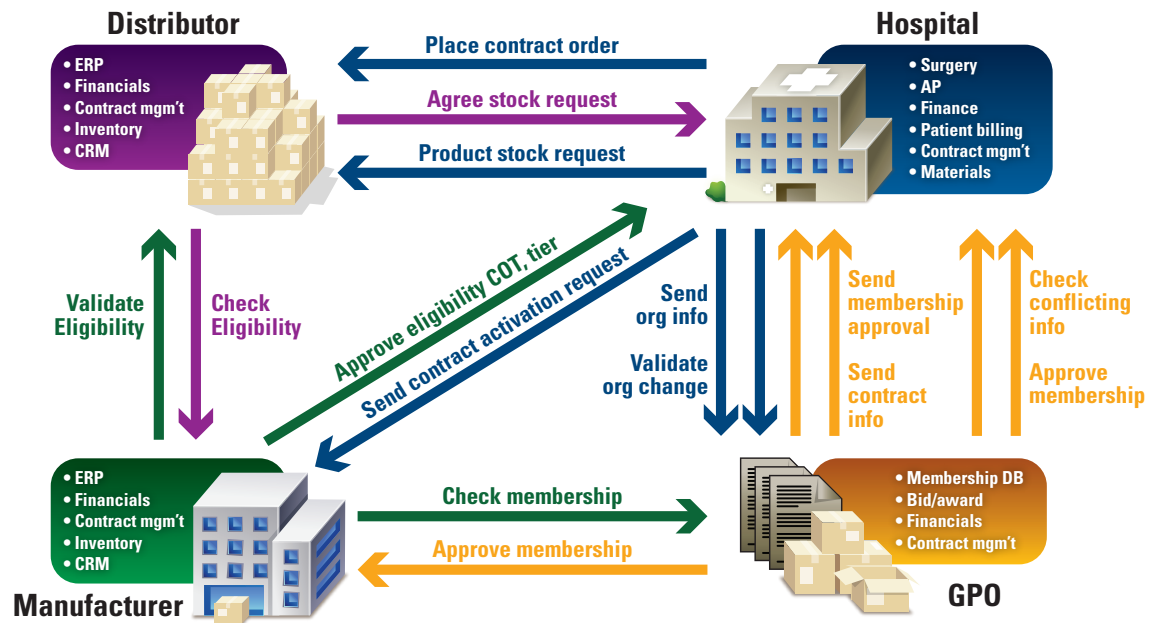 Distributor
• ERP
• Financials
• Contract mgm't
• Inventory
• CRM
Place contract order
Agree stock request
Product stock request
Hospital
• Surgery
• AP
• Finance
• Patient billing
• Contract mgm't
• Materials
Validate
Eligibility
Check
Eligibility
Approve eligibility COT, tier
Send contract activation request
Send
org info
Validate
org change
Send
membership
approval
Send
contract
info
Check
conflicting
info
Approve
membership
• ERP
• Financials
• Contract mgm't
• Inventory
• CRM
Manufacturer
Check membership
Approve membership
• Membership DB
• Bid/award
• Financials
• Contract mgm't
GPO